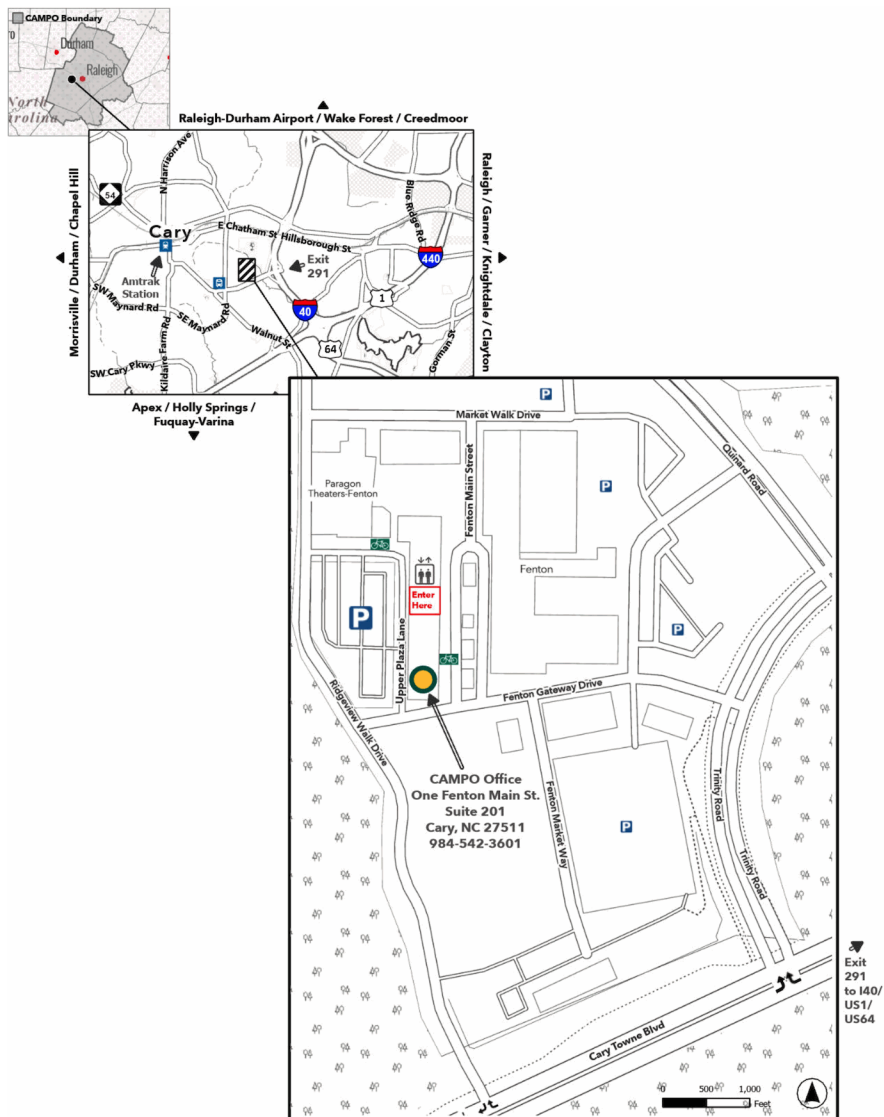 CAMPO Boundary
Durham
Raleigh
North
Carolina
Raleigh-Durham Airport / Wake Forest / Creedmoor
Morrisville / Durham / Chapel Hill
Raleigh / Garner / Knightdale / Clayton
54
N Harrison Ave
Blue Ridge Rd
Cary
E Chatham St
Hillsborough St
Exit
291
440
Amtrak
Station
1
40
SW Maynard Rd
SE Maynard Rd
Kildaire Farm Rd
Walnut St
64
Gorman St
SW Cary Pkwy
Apex / Holly Springs /
Fuquay-Varina
P
Market Walk Drive
Fenton Main Street
Quinard Road
Paragon
Theaters-Fenton
P
Fenton
Enter
Here
P
P
Upper Plaza Lane
Ridgeview Walk Drive
Fenton Gateway Drive
CAMPO Office
One Fenton Main St.
Suite 201
Cary, NC 27511
984-542-3601
Fenton Market Way
Trinity Road
P
Trinity Road
Exit
291
to I40/
US1/
US64
Cary Towne Blvd
0 500 1,000
Feet